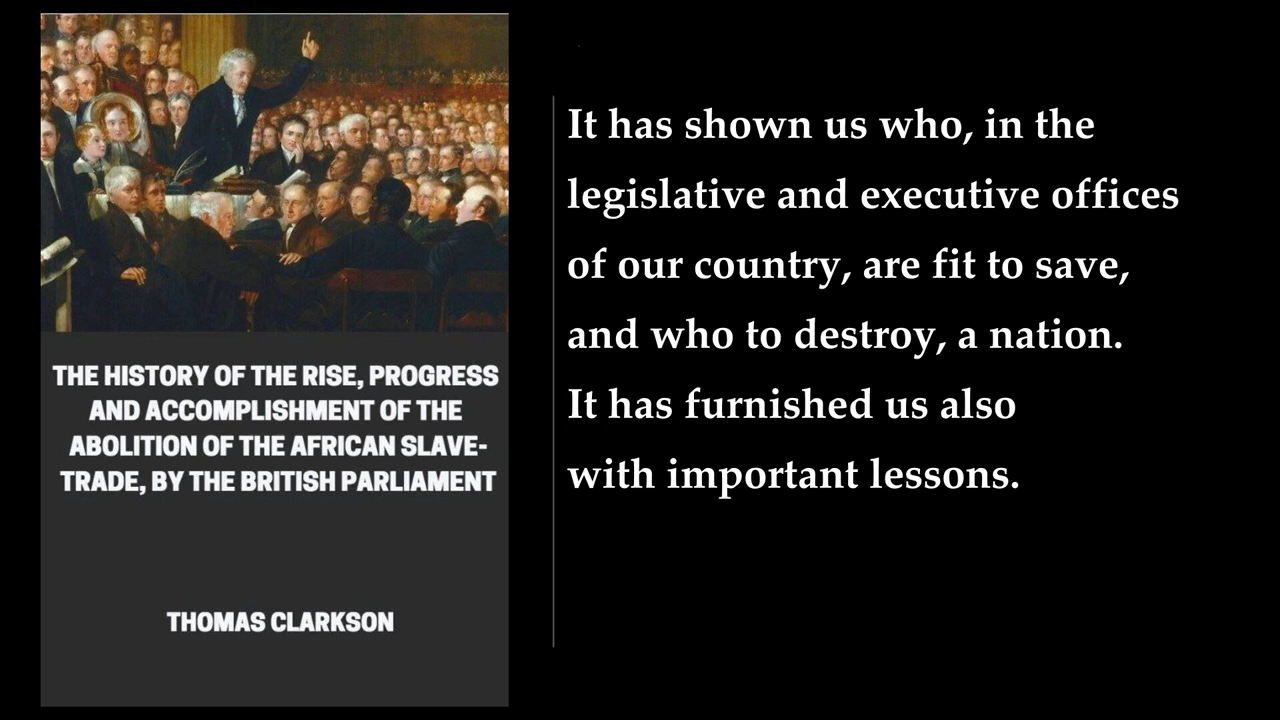 THE HISTORY OF THE RISE, PROGRESS
AND ACCOMPLISHMENT OF THE
ABOLITION OF THE AFRICAN SLAVE-
TRADE, BY THE BRITISH PARLIAMENT
THOMAS CLARKSON
It has shown us who, in the
legislative and executive offices
of our country, are fit to save,
and who to destroy, a nation.
It has furnished us also
with important lessons.